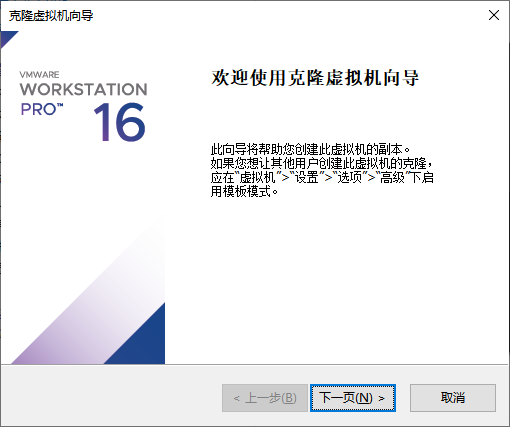 克隆虚拟机向导
VMWARE
WORKSTATION
PRO™
16
欢迎使用克隆虚拟机向导
此向导将帮助您创建此虚拟机的副本。
如果您想让其他用户创建此虚拟机的克隆，
应在“虚拟机”>“设置”>“选项”>“高级”下启
用模板模式。
< 上一步(B)
下一页(N) >
取消